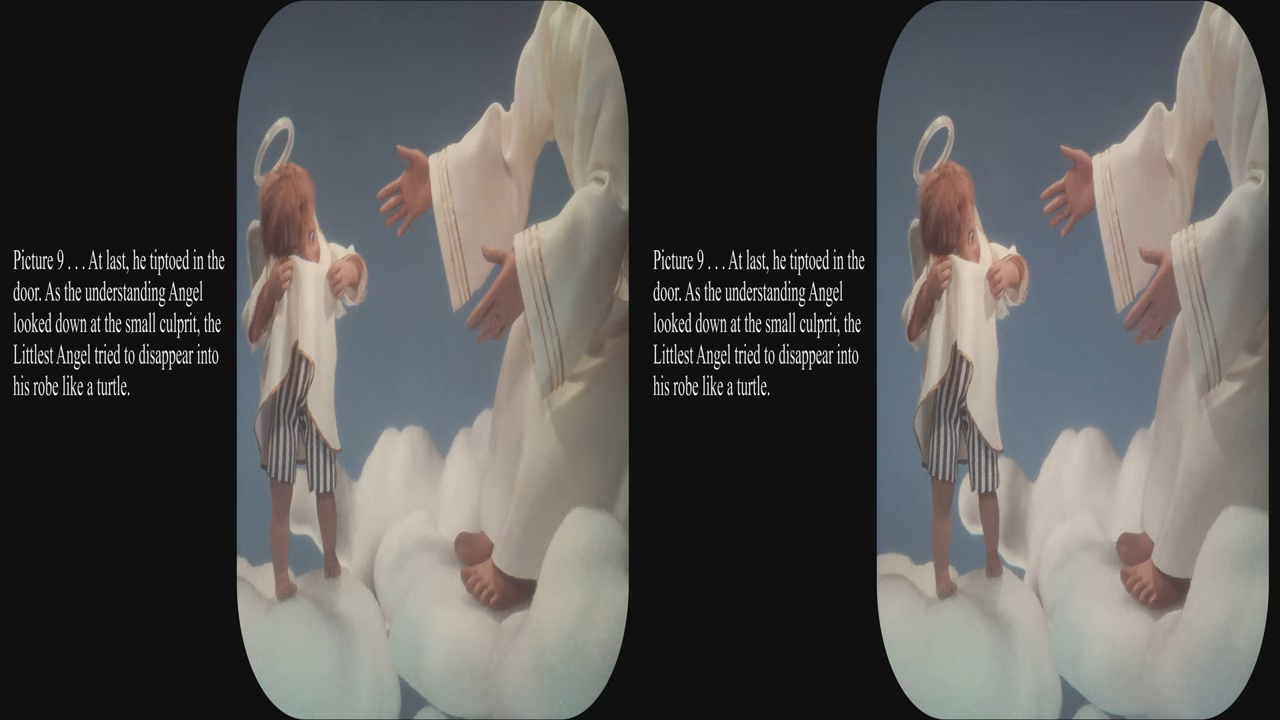 Picture 9 . . . At last, he tiptoed in the
door. As the understanding Angel
looked down at the small culprit, the
Littlest Angel tried to disappear into
his robe like a turtle.
Picture 9 . . . At last, he tiptoed in the
door. As the understanding Angel
looked down at the small culprit, the
Littlest Angel tried to disappear into
his robe like a turtle.